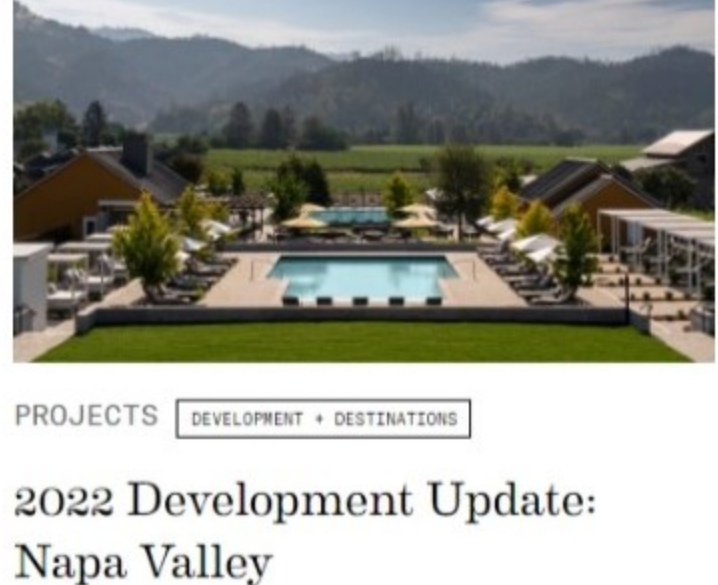 PROJECTS DEVELOPMENT + DESTINATIONS
2022 Development Update:
Napa Valley